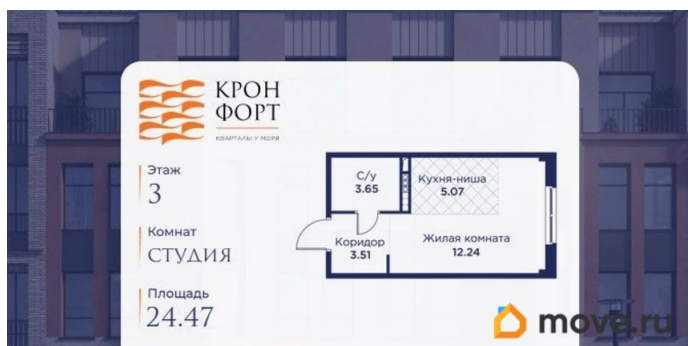 КРОН
ФОРТ
КВАРТАЛЫ У МОРЯ
Этаж
3
Комнат
СТУДИЯ
Площадь
24.47
С/у
3.65
Кухня-ниша
5.07
Коридор
3.51
Жилая комната
12.24
move.ru